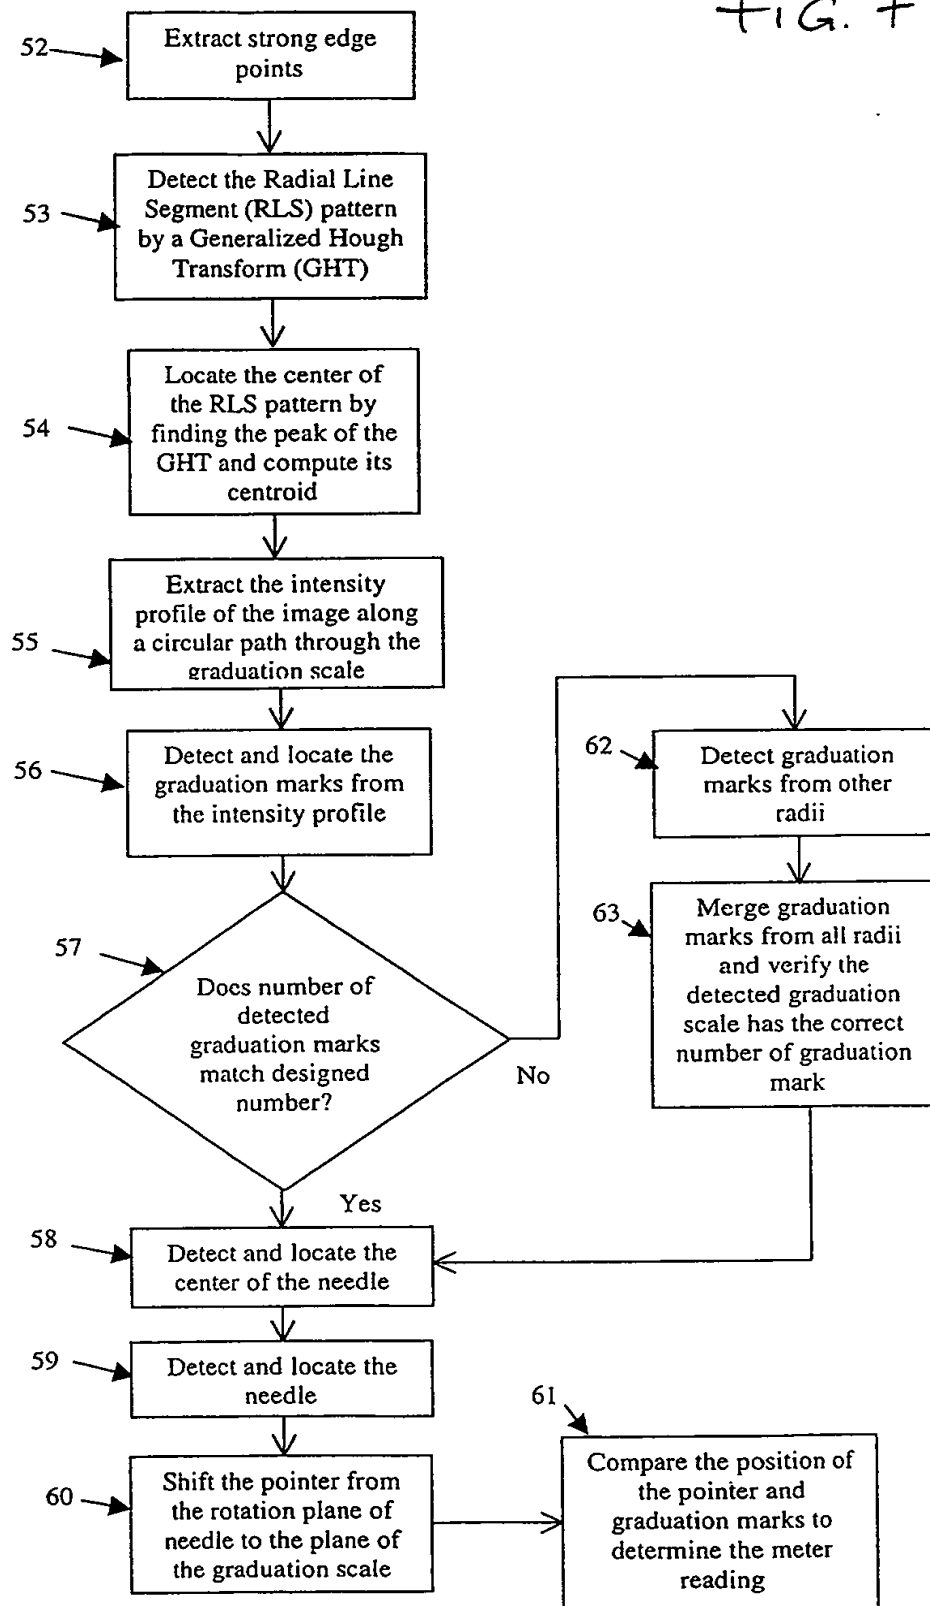 FIG. 7
52
Extract strong edge
points
53
Detect the Radial Line
Segment (RLS) pattern
by a Generalized Hough
Transform (GHT)
54
Locate the center of
the RLS pattern by
finding the peak of the
GHT and compute its
centroid
55
Extract the intensity
profile of the image along
a circular path through the
graduation scale
56
Detect and locate the
graduation marks from
the intensity profile
57
Does number of
detected
graduation marks
match designed
number?
No
Yes
62
Detect graduation
marks from other
radii
63
Merge graduation
marks from all radii
and verify the
detected graduation
scale has the correct
number of graduation
mark
58
Detect and locate the
center of the needle
59
Detect and locate the
needle
60
Shift the pointer from
the rotation plane of
needle to the plane of
the graduation scale
61
Compare the position of
the pointer and
graduation marks to
determine the meter
reading